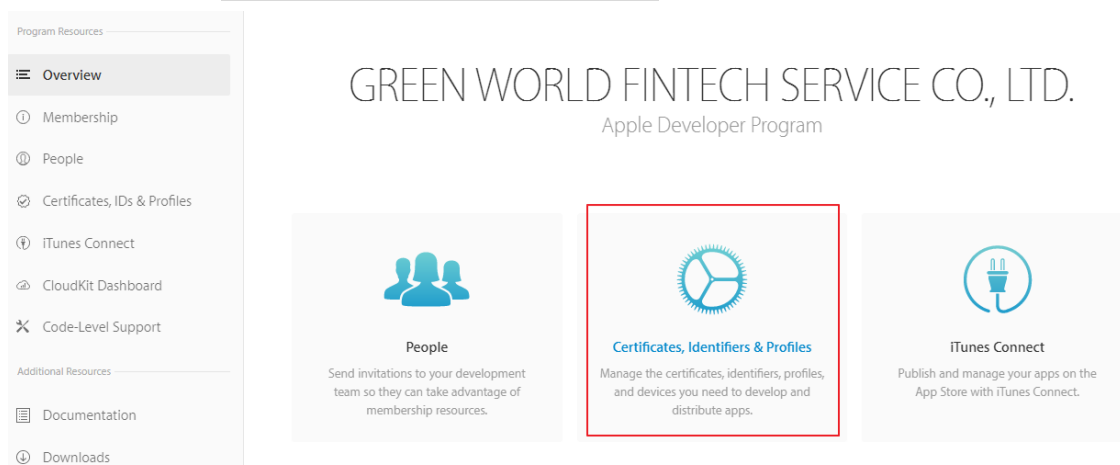 Program Resources
Overview
Membership
People
Certificates, IDs & Profiles
iTunes Connect
CloudKit Dashboard
Code-Level Support
Additional Resources
Documentation
Downloads
GREEN WORLD FINTECH SERVICE CO., LTD.
Apple Developer Program
People
Send invitations to your development
team so they can take advantage of
membership resources.
Certificates, Identifiers & Profiles
Manage the certificates, identifiers, profiles,
and devices you need to develop and
distribute apps.
iTunes Connect
Publish and manage your apps on the
App Store with iTunes Connect.